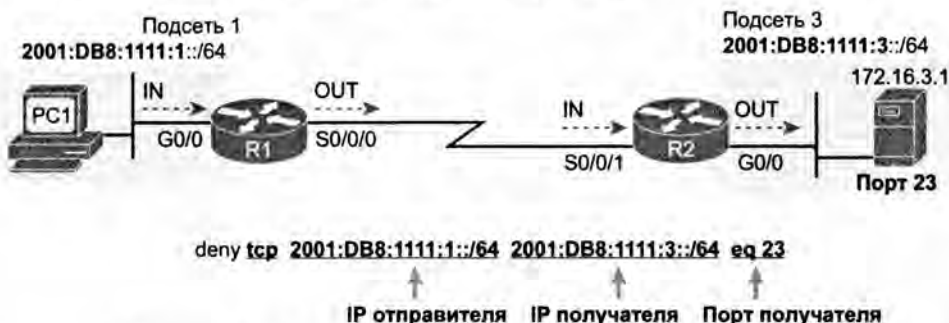 Подсеть 1
2001:DB8:1111:1::/64
Подсеть 3
2001:DB8:1111:3::/64
172.16.3.1
IN
OUT
IN
OUT
PC1
G0/0
R1
S0/0/0
S0/0/1
R2
G0/0
Порт 23
deny tcp 2001:DB8:1111:1::/64 2001:DB8:1111:3::/64 eq 23
IP отправителя IP получателя Порт получателя